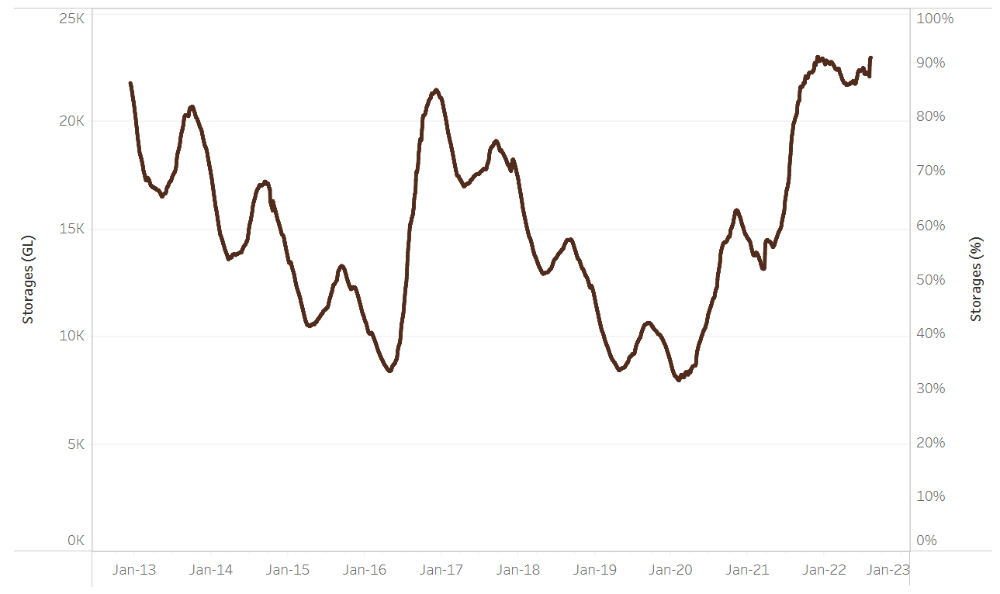 25K
20K
15K
10K
5K
0K
Storages (GL)
100%
90%
80%
70%
60%
50%
40%
30%
20%
10%
0%
Storages (%)
Jan-13 Jan-14 Jan-15 Jan-16 Jan-17 Jan-18 Jan-19 Jan-20 Jan-21 Jan-22 Jan-23